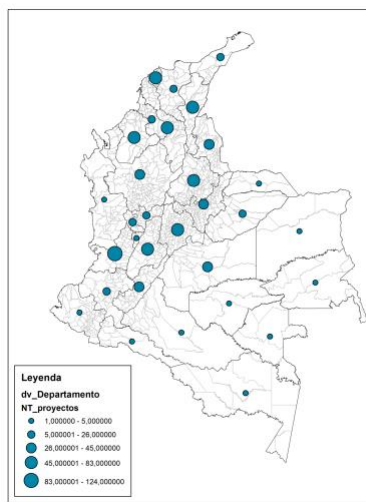 Leyenda
dv_Departamento
NT_proyectos
1,000000 - 5,000000
5,000001 - 26,000000
26,000001 - 45,000000
45,000001 - 83,000000
83,000001 - 124,000000